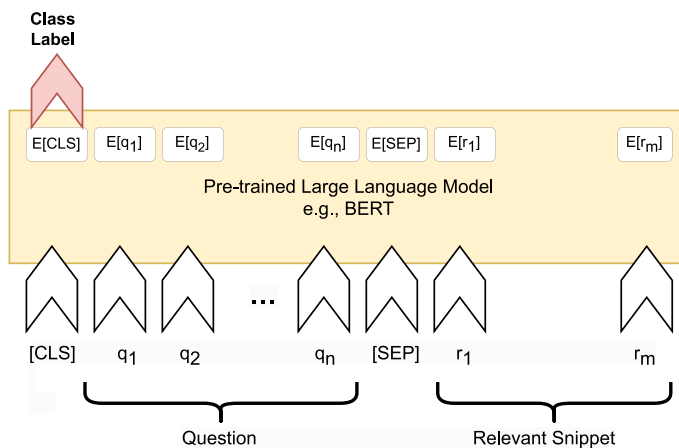 Class
Label
E[CLS] E[q₁] E[q₂] E[qₙ] E[SEP] E[r₁] E[rₘ]
Pre-trained Large Language Model
e.g., BERT
...
[CLS] q₁ q₂ qₙ [SEP] r₁ rₘ
Question Relevant Snippet